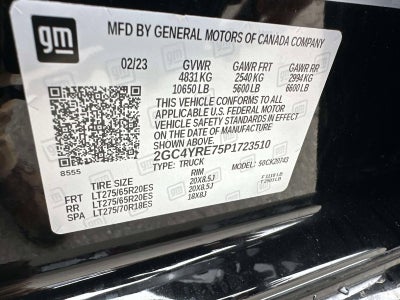 gm
MFD BY GENERAL MOTORS OF CANADA COMPANY
02/23 GVWR GAWR FRT GAWR RR
4831 KG 2540 KG 2994 KG
10650 LB 5600 LB 6600 LB
THIS VEHICLE CONFORMS TO ALL
APPLICABLE U.S. FEDERAL MOTOR
VEHICLE SAFETY STANDARDS IN
EFFECT ON THE DATE OF
MANUFACTURE SHOWN ABOVE.
2GC4YRE75P1723510
8555 TYPE: TRUCK MODEL:
TIRE SIZE RIM
FRT LT275/65R20ES 20X8.5J
RR LT275/65R20ES 20X8.5J
SPA LT275/70R18ES 18X8J